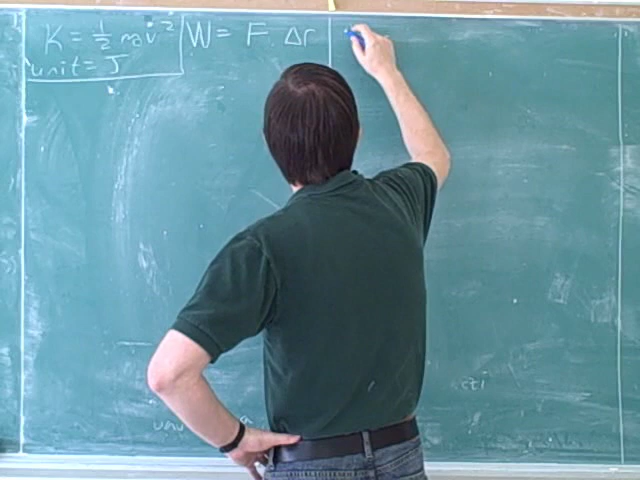 K = ½ mv²
unit = J
W = F Δr